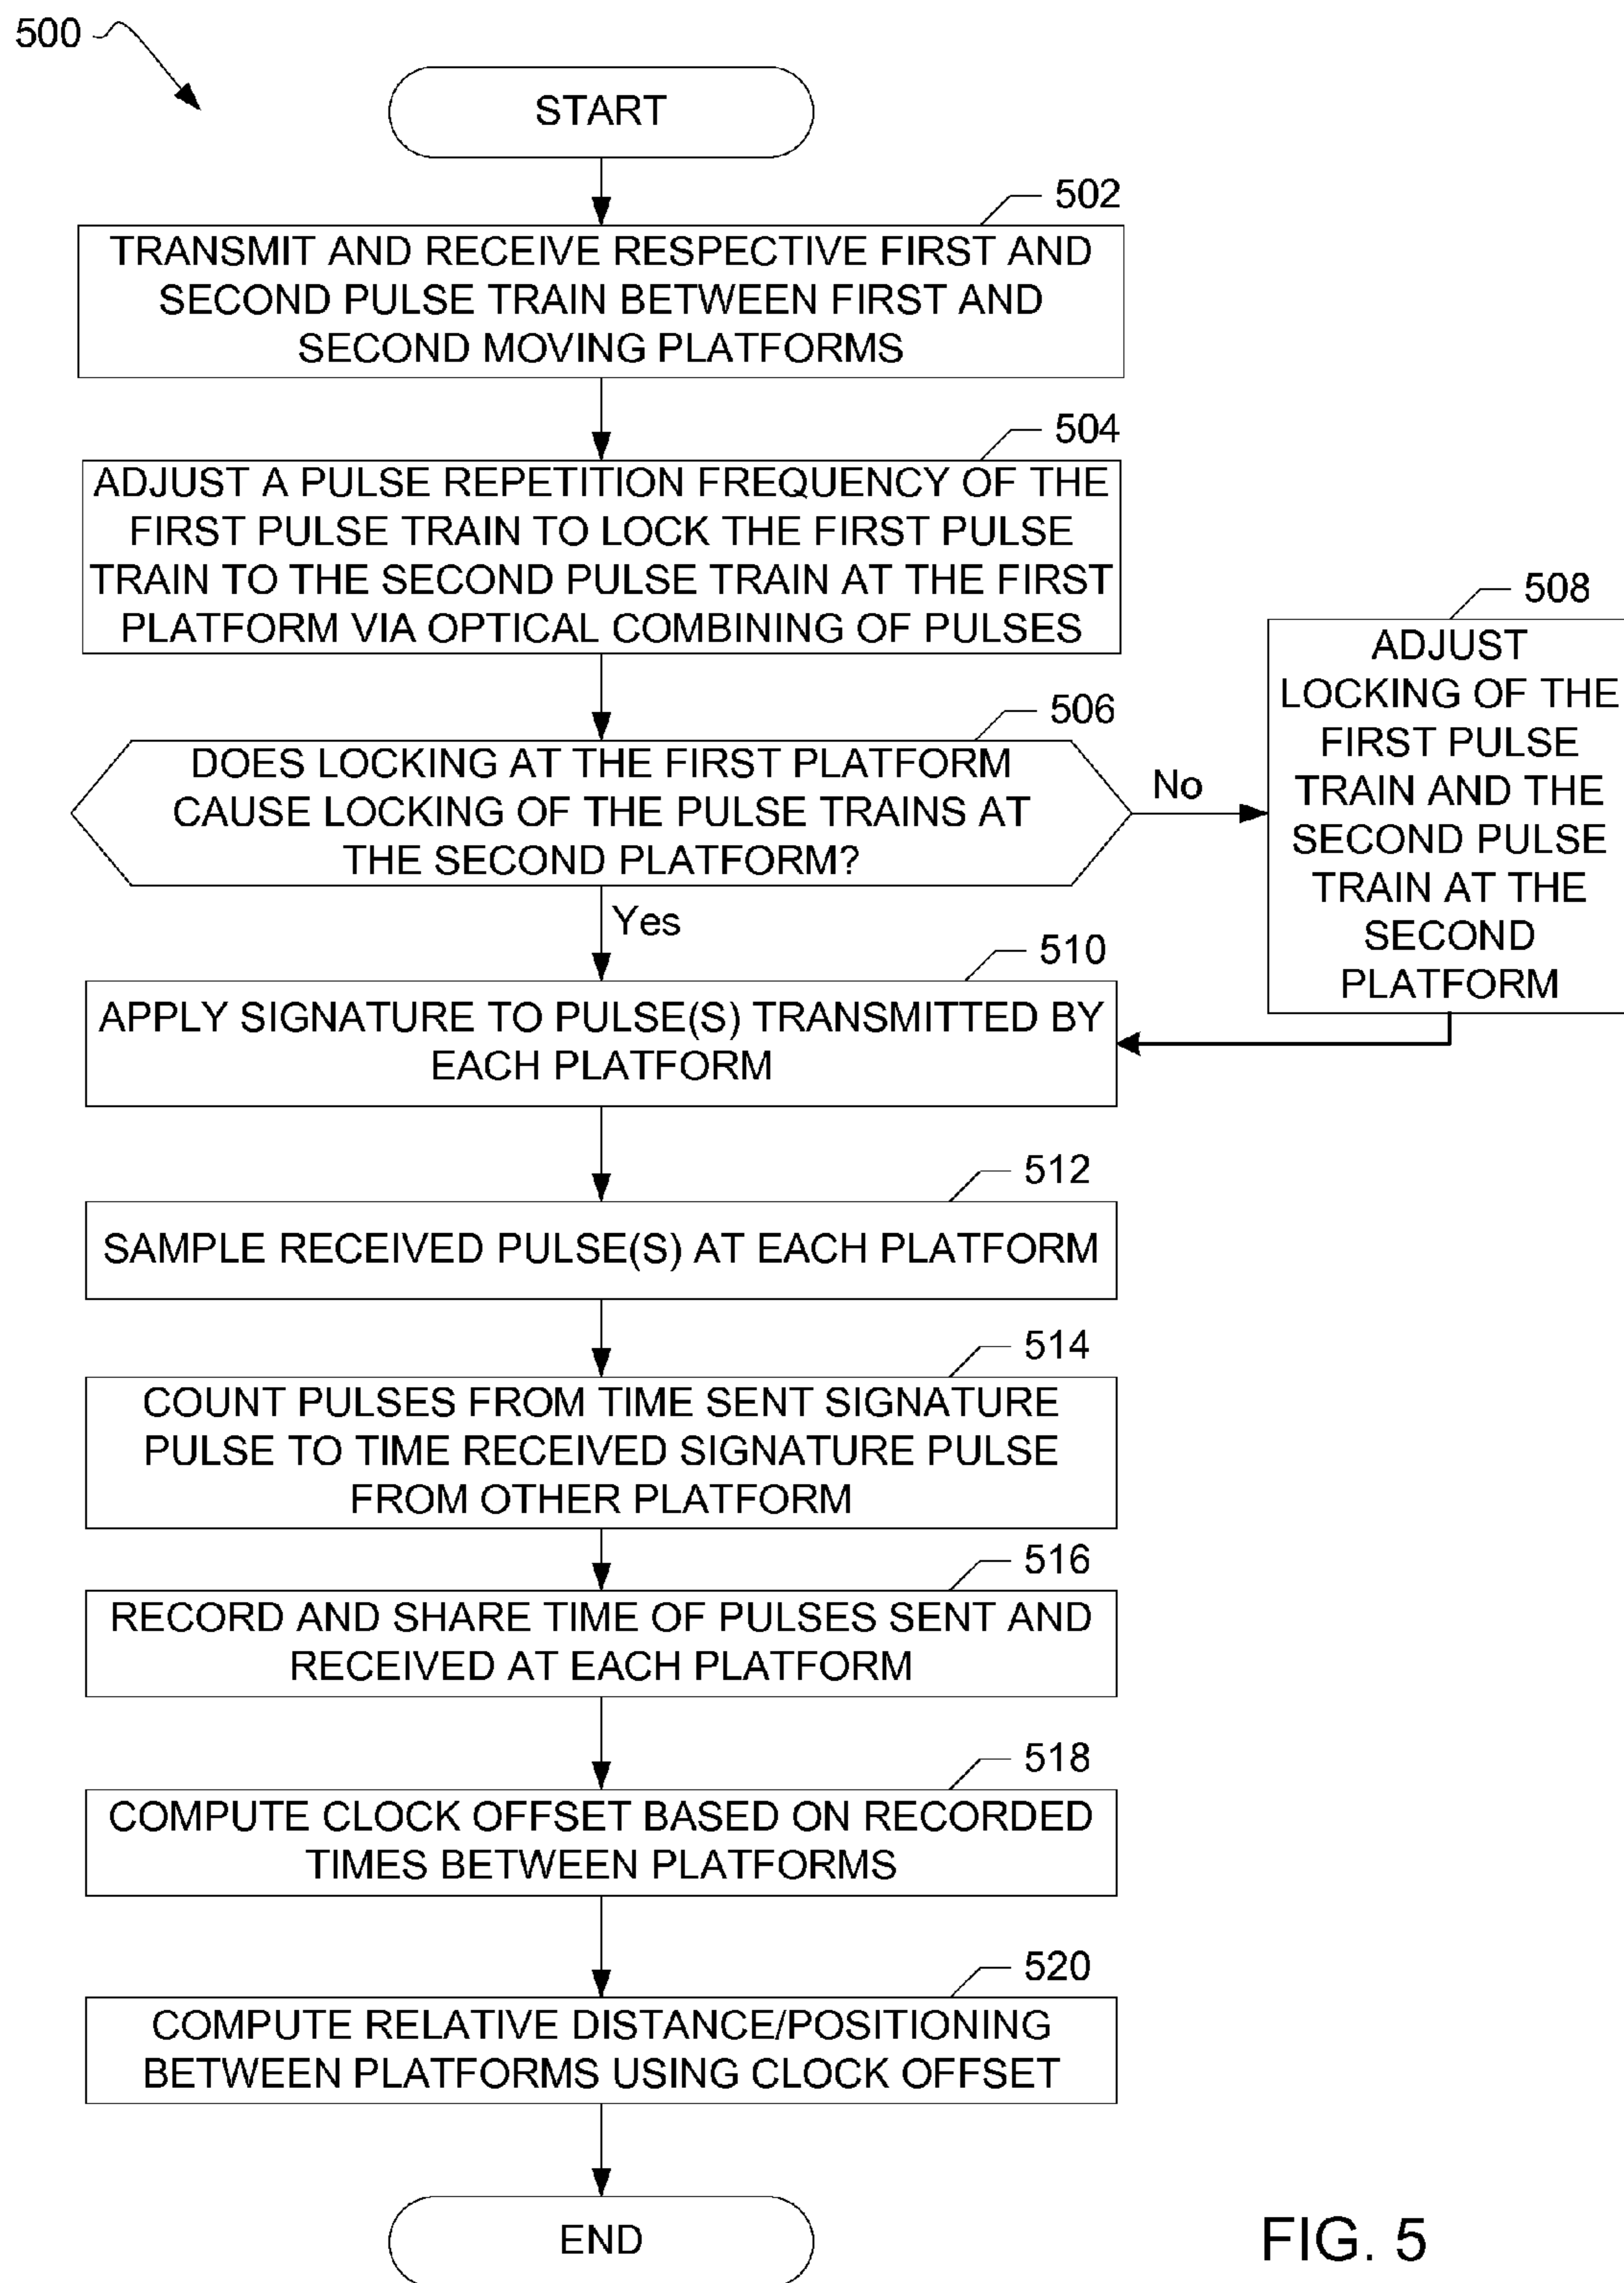 500
START
502
TRANSMIT AND RECEIVE RESPECTIVE FIRST AND
SECOND PULSE TRAIN BETWEEN FIRST AND
SECOND MOVING PLATFORMS
504
ADJUST A PULSE REPETITION FREQUENCY OF THE
FIRST PULSE TRAIN TO LOCK THE FIRST PULSE
TRAIN TO THE SECOND PULSE TRAIN AT THE FIRST
PLATFORM VIA OPTICAL COMBINING OF PULSES
506
DOES LOCKING AT THE FIRST PLATFORM
CAUSE LOCKING OF THE PULSE TRAINS AT
THE SECOND PLATFORM?
No
508
ADJUST
LOCKING OF THE
FIRST PULSE
TRAIN AND THE
SECOND PULSE
TRAIN AT THE
SECOND
PLATFORM
Yes
510
APPLY SIGNATURE TO PULSE(S) TRANSMITTED BY
EACH PLATFORM
512
SAMPLE RECEIVED PULSE(S) AT EACH PLATFORM
514
COUNT PULSES FROM TIME SENT SIGNATURE
PULSE TO TIME RECEIVED SIGNATURE PULSE
FROM OTHER PLATFORM
516
RECORD AND SHARE TIME OF PULSES SENT AND
RECEIVED AT EACH PLATFORM
518
COMPUTE CLOCK OFFSET BASED ON RECORDED
TIMES BETWEEN PLATFORMS
520
COMPUTE RELATIVE DISTANCE/POSITIONING
BETWEEN PLATFORMS USING CLOCK OFFSET
END
FIG. 5